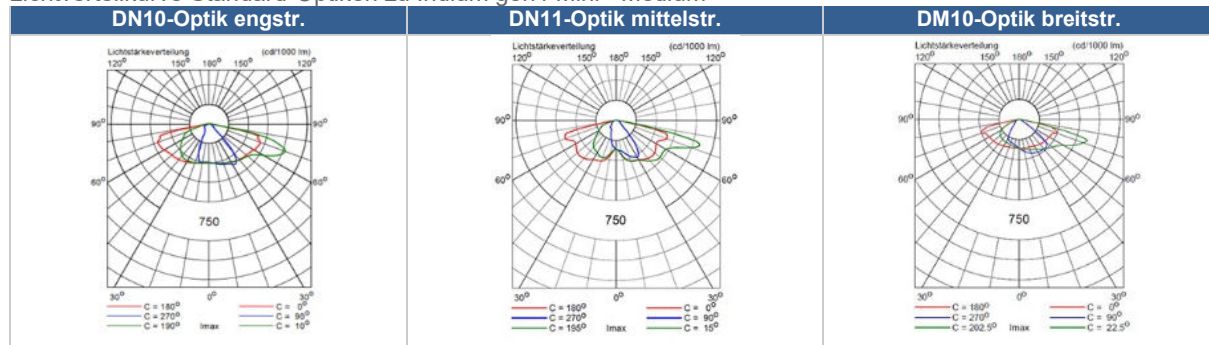 DN10-Optik engstr. DN11-Optik mittelstr. DM10-Optik breitstr.
Lichtstärkeverteilung (cd/1000 lm)
120° 150° 180° 150° 120°
90° 90°
60° 60°
750
30° 0° 30°
C = 180° C = 0°
C = 270° C = 90°
C = 190° Imax C = 10°
Lichtstärkeverteilung (cd/1000 lm)
120° 150° 180° 150° 120°
90° 90°
60° 60°
750
30° 0° 30°
C = 180° C = 0°
C = 270° C = 90°
C = 195° Imax C = 15°
Lichtstärkeverteilung (cd/1000 lm)
120° 150° 180° 150° 120°
90° 90°
60° 60°
750
30° 0° 30°
C = 180° C = 0°
C = 270° C = 90°
C = 202.5° Imax C = 22.5°